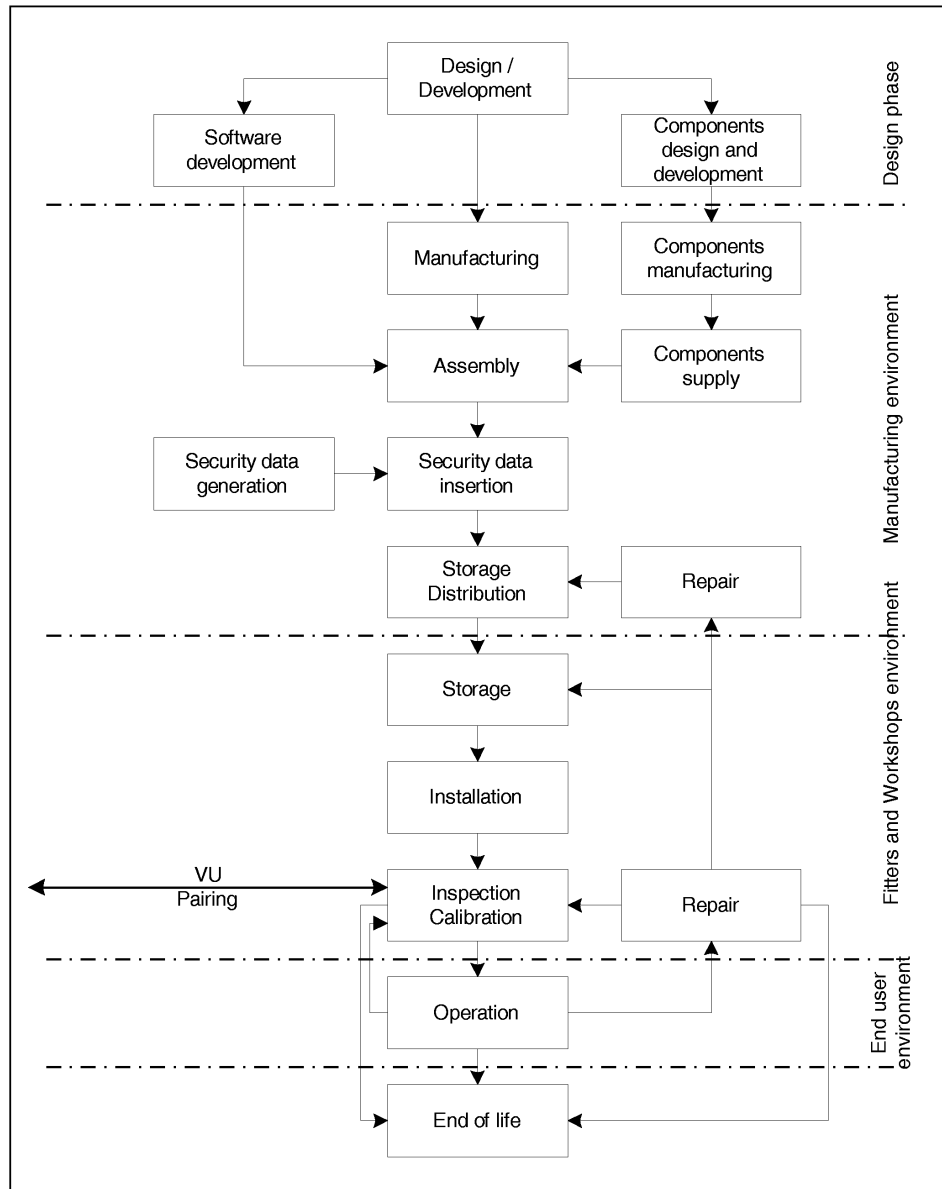 Design /
Development
Software
development
Components
design and
development
Design phase
Manufacturing
Components
manufacturing
Assembly
Components
supply
Manufacturing environment
Security data
generation
Security data
insertion
Storage
Distribution
Repair
Storage
Fitters and Workshops environment
Installation
VU
Pairing
Inspection
Calibration
Repair
Operation
End user
environment
End of life